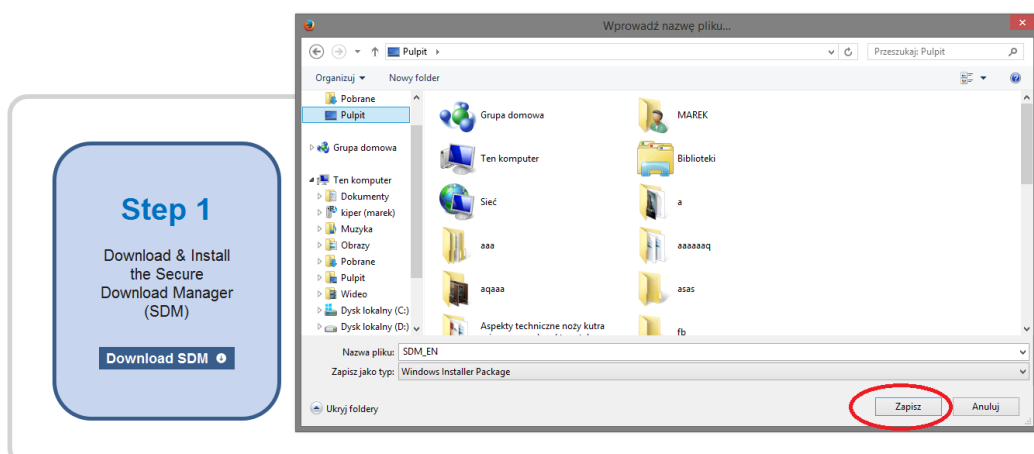 Step 1
Download & Install
the Secure
Download Manager
(SDM)
Download SDM
Wprowadź nazwę pliku...
Pulpit
Przeszukaj: Pulpit
Organizuj
Nowy folder
Pobrane
Pulpit
Grupa domowa
Ten komputer
Dokumenty
kiper (marek)
Muzyka
Obrazy
Pobrane
Pulpit
Wideo
Dysk lokalny (C:)
Dysk lokalny (D:)
Grupa domowa
MAREK
Ten komputer
Biblioteki
Sieć
a
aaa
aaaaaaq
aqaaa
asas
Aspekty techniczne noży kutra
fb
Nazwa pliku: SDM_EN
Zapisz jako typ: Windows Installer Package
Ukryj foldery
Zapisz
Anuluj